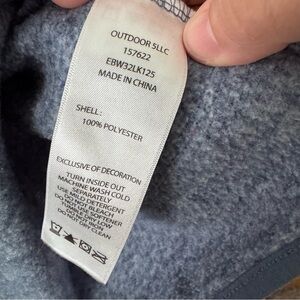 OUTDOOR 5LLC
157622
EBW32LK125
MADE IN CHINA
SHELL:
100% POLYESTER
EXCLUSIVE OF DECORATION
TURN INSIDE OUT
MACHINE WASH COLD
SEPARATELY
USE MILD DETERGENT
DO NOT BLEACH
DO NOT USE SOFTENER
TUMBLE DRY LOW
DO NOT IRON
DO NOT DRY CLEAN